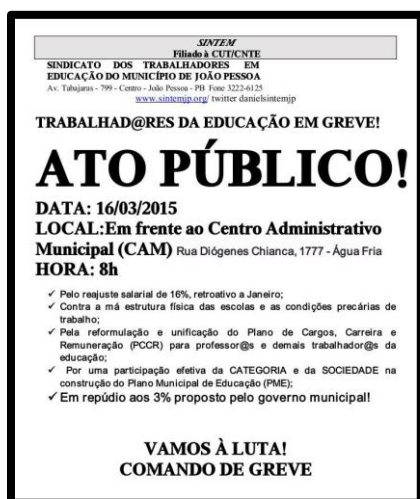 SINTEM
Filiado à CUT/CNTE
SINDICATO DOS TRABALHADORES EM
EDUCAÇÃO DO MUNICÍPIO DE JOÃO PESSOA
Av. Tabajaras - 799 - Centro - João Pessoa - PB Fone 3222-6125
www.sintemjp.org/ twitter danielsintemjp
TRABALHAD@RES DA EDUCAÇÃO EM GREVE!
ATO PÚBLICO!
DATA: 16/03/2015
LOCAL:Em frente ao Centro Administrativo
Municipal (CAM) Rua Diógenes Chianca, 1777 - Água Fria
HORA: 8h
✓ Pelo reajuste salarial de 16%, retroativo a Janeiro;
✓ Contra a má estrutura física das escolas e as condições precárias de
trabalho;
✓ Pela reformulação e unificação do Plano de Cargos, Carreira e
Remuneração (PCCR) para professor@s e demais trabalhador@s da
educação;
✓ Por uma participação efetiva da CATEGORIA e da SOCIEDADE na
construção do Plano Municipal de Educação (PME);
✓ Em repúdio aos 3% proposto pelo governo municipal!
VAMOS À LUTA!
COMANDO DE GREVE